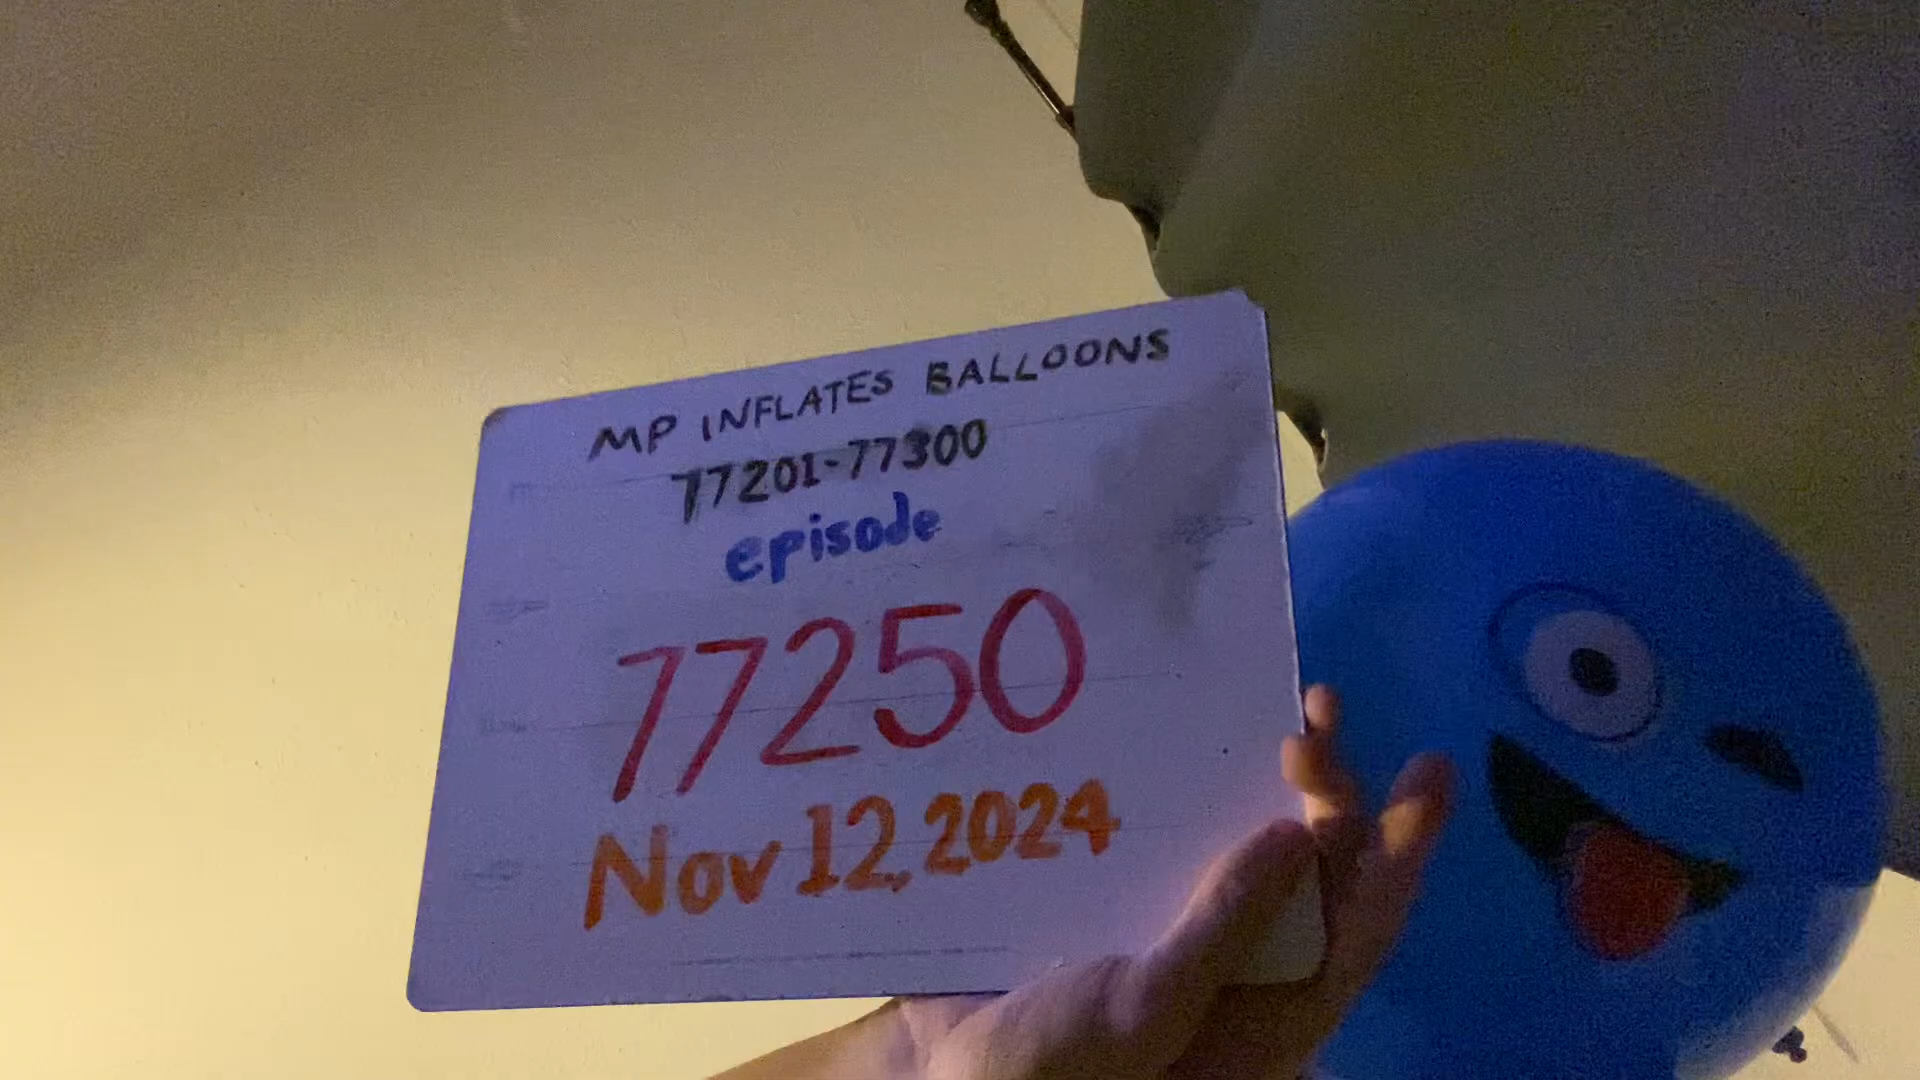 MP INFLATES BALLOONS
77201-77300
episode
77250
Nov 12, 2024